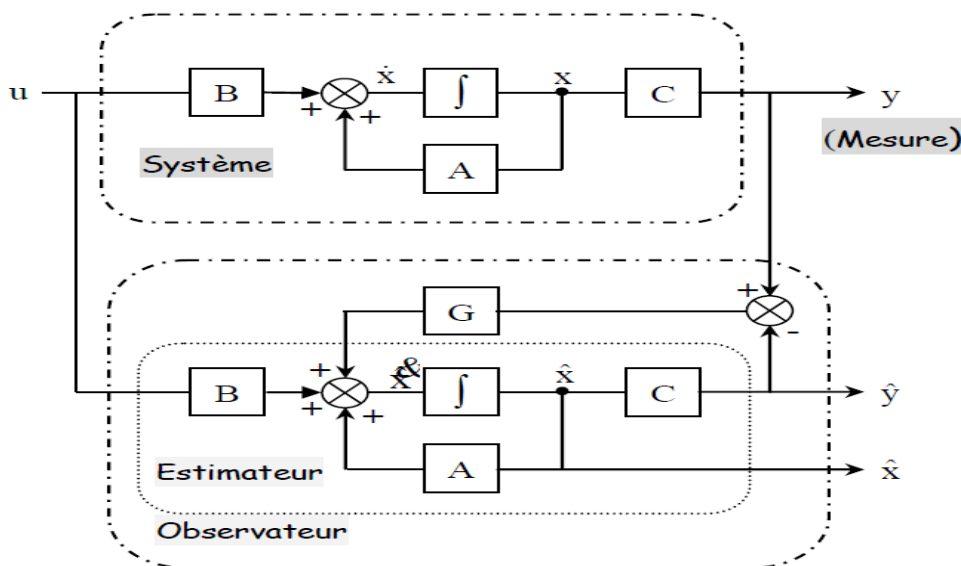 u
B
+
+
ẋ
∫
x
C
y
(Mesure)
Système
A
+
G
-
+
B
+
+
x̂&
∫
x̂
C
ŷ
Estimateur
A
x̂
Observateur